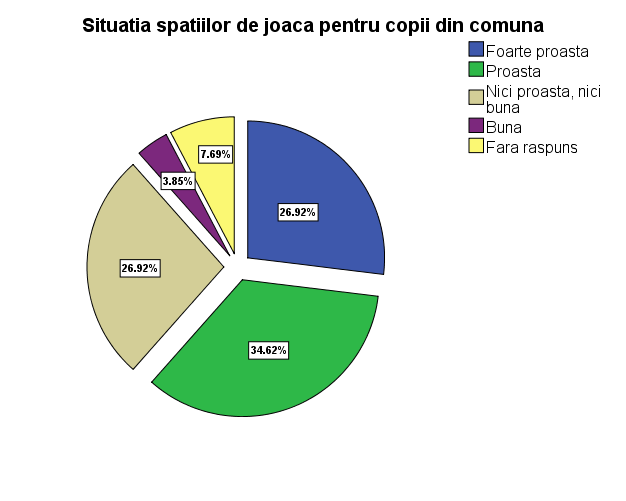 Situatia spatiilor de joaca pentru copii din comuna
Foarte proasta
Proasta
Nici proasta, nici
buna
Buna
Fara raspuns
7.69%
3.85%
26.92%
26.92%
34.62%